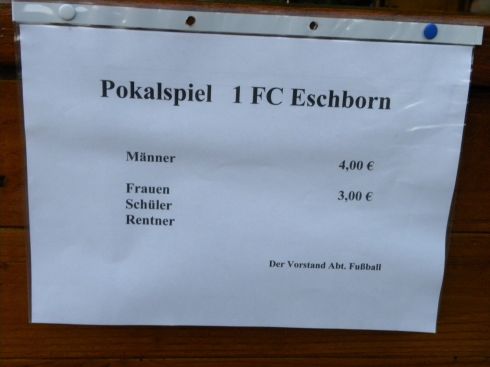 Pokalspiel 1 FC Eschborn
Männer 4,00 €
Frauen 3,00 €
Schüler
Rentner
Der Vorstand Abt. Fußball